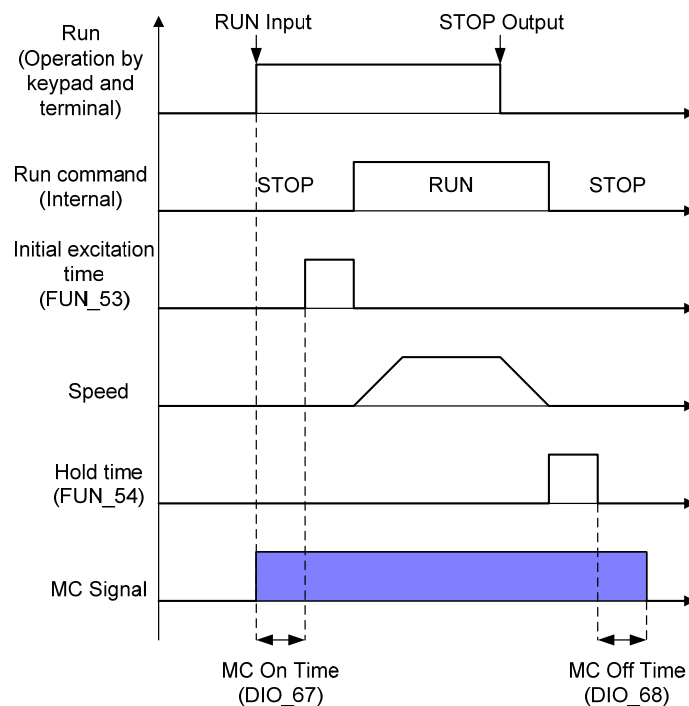 RUN Input
STOP Output
Run
(Operation by
keypad and
terminal)
Run command
(Internal)
STOP
RUN
STOP
Initial excitation
time
(FUN_53)
Speed
Hold time
(FUN_54)
MC Signal
MC On Time
(DIO_67)
MC Off Time
(DIO_68)